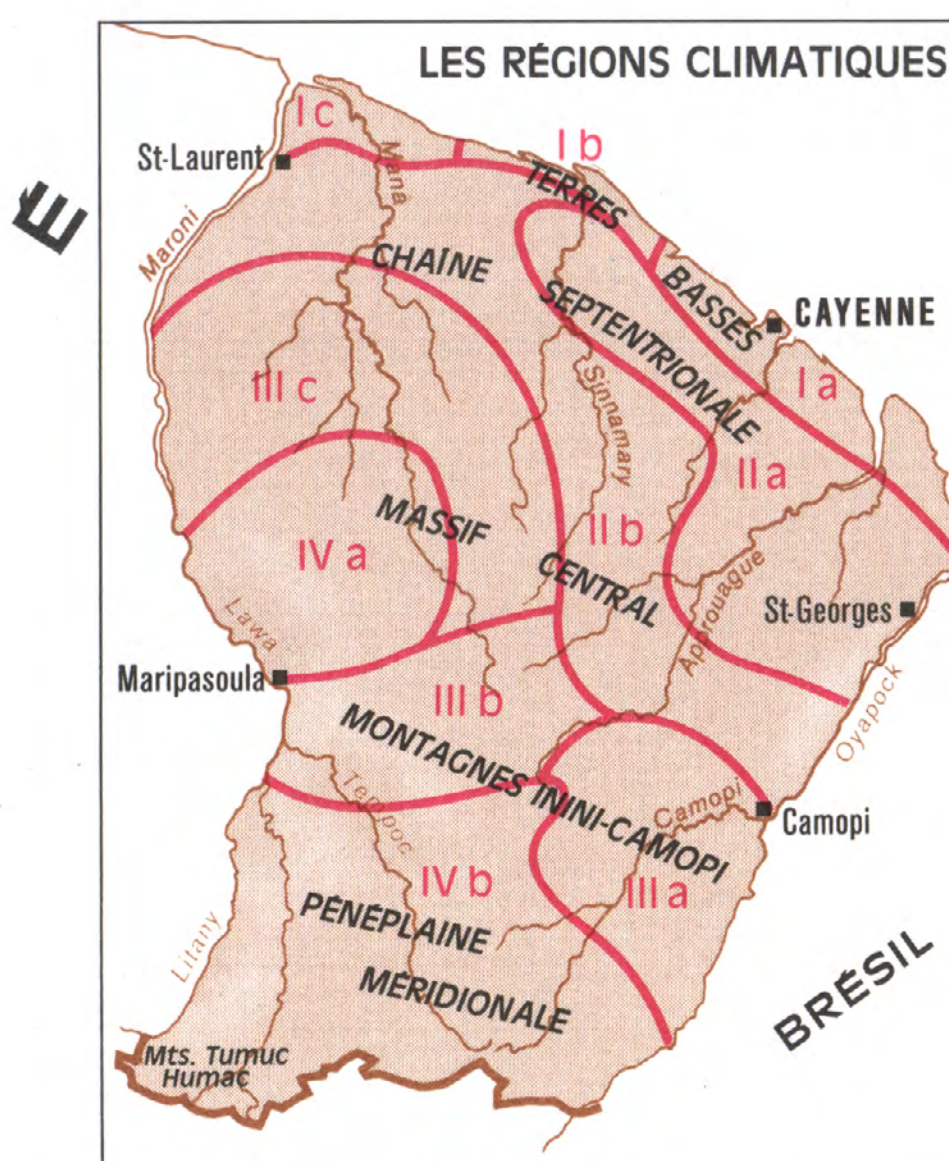 LES RÉGIONS CLIMATIQUES
I c
St-Laurent
Mana
I b
TERRES
É
Maroni
CHAÎNE
BASSES
SEPTENTRIONALE
CAYENNE
III c
Sinnamary
I a
II a
MASSIF
II b
IV a
CENTRAL
Approuague
St-Georges
Lawa
Maripasoula
III b
Oyapock
MONTAGNES ININI-CAMOPI
Tampoc
Camopi
Camopi
IV b
III a
PÉNÉPLAINE
Litany
MÉRIDIONALE
BRÉSIL
Mts. Tumuc
Humac